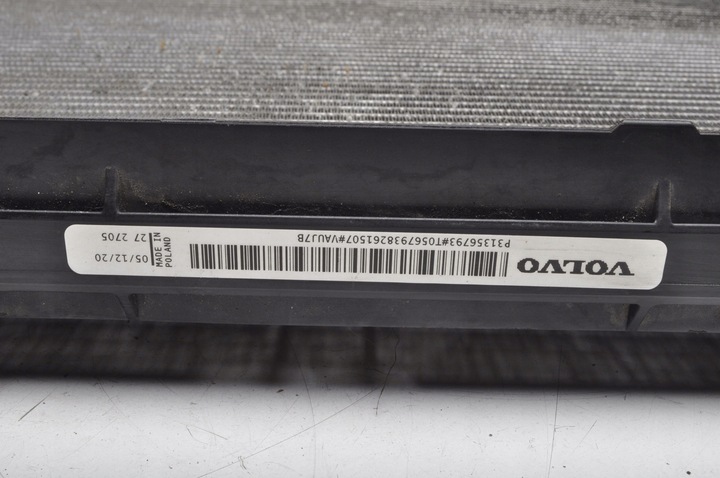 VOLVO
P31356793#T0567938261507#VAUJ7B
MADE IN
POLAND
27 2705
05/12/20